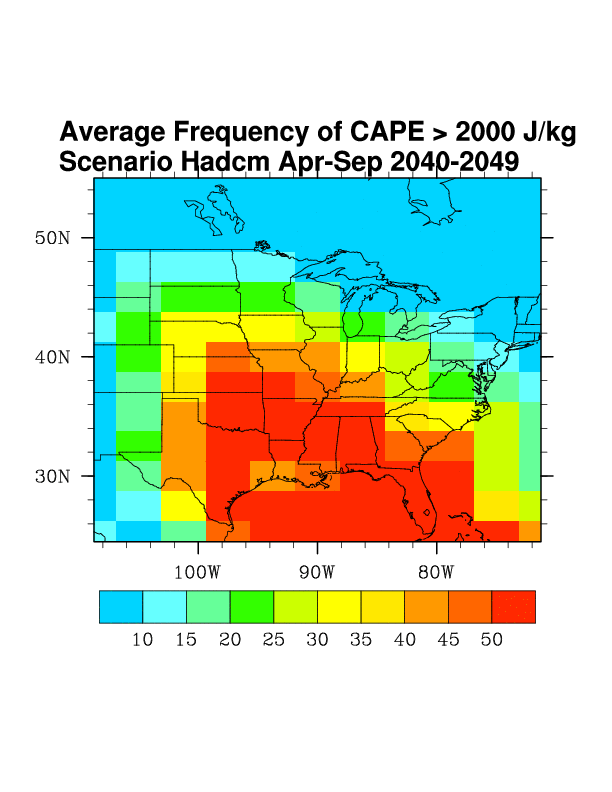 Average Frequency of CAPE > 2000 J/kg
Scenario Hadcm Apr-Sep 2040-2049
50N
40N
30N
100W 90W 80W
10 15 20 25 30 35 40 45 50